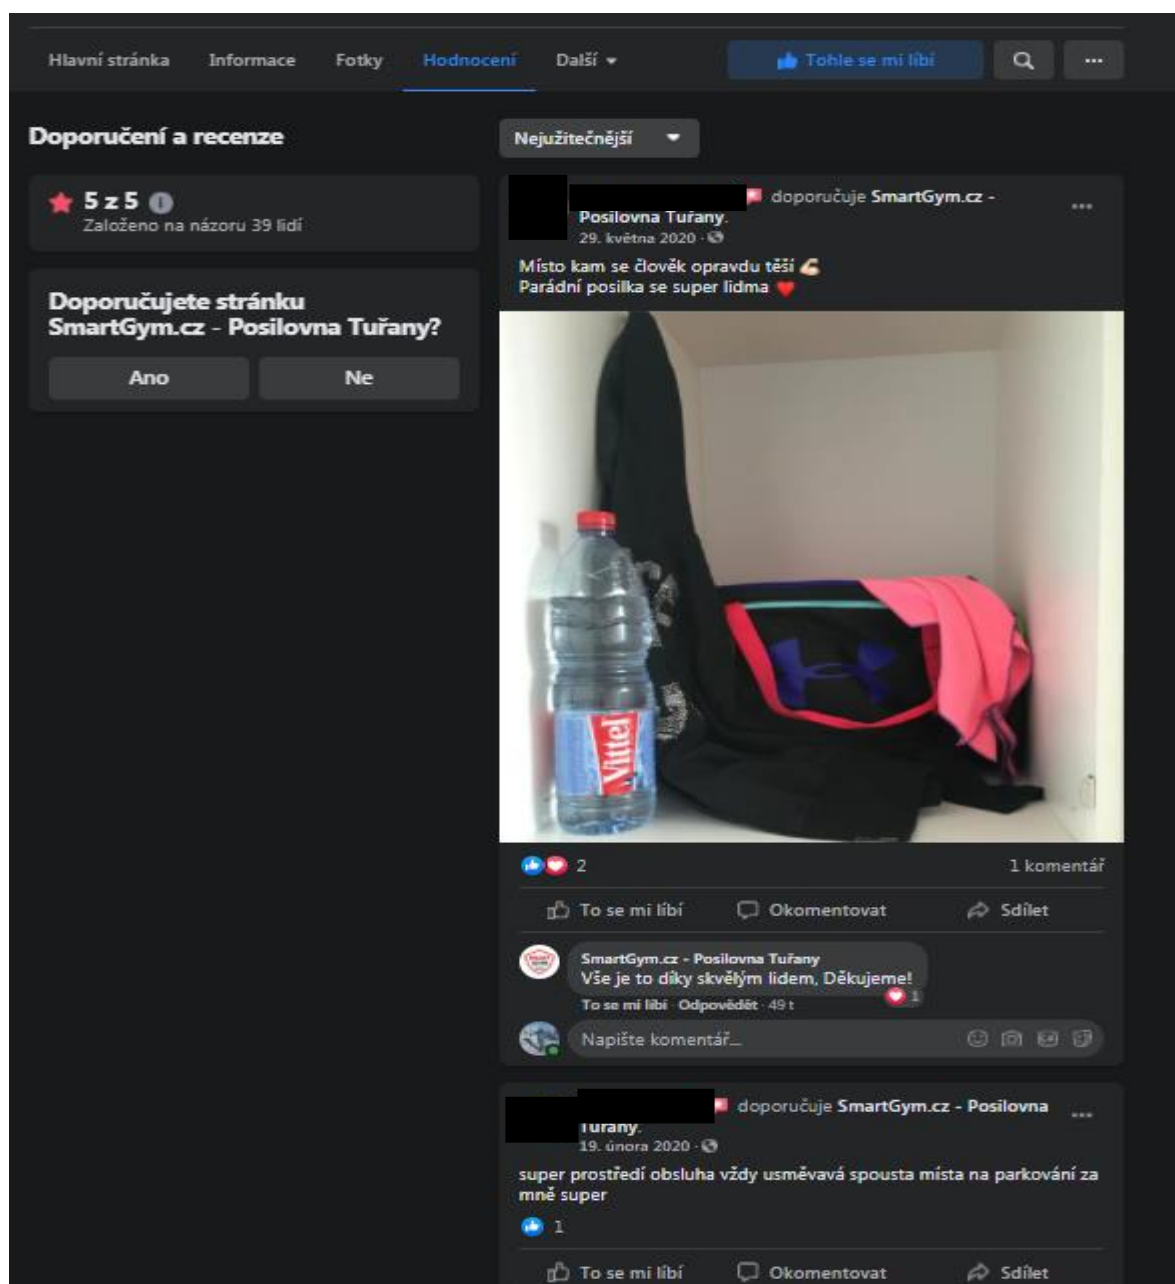 Hlavní stránka Informace Fotky Hodnocení Další Tohle se mi líbí
Doporučení a recenze
5 z 5
Založeno na názoru 39 lidí
Doporučujete stránku
SmartGym.cz - Posilovna Tuřany?
Ano Ne
Nejužitečnější
doporučuje SmartGym.cz -
Posilovna Tuřany.
29. května 2020 ·
Místo kam se člověk opravdu těší 💪
Parádní posilka se super lidma ❤️
Vittel
2 1 komentář
To se mi líbí Okomentovat Sdílet
SmartGym.cz - Posilovna Tuřany
Vše je to díky skvělým lidem, Děkujeme!
1
To se mi líbí · Odpovědět · 49 t
Napište komentář...
doporučuje SmartGym.cz - Posilovna
Tuřany.
19. února 2020 ·
super prostředí obsluha vždy usměvavá spousta místa na parkování za
mně super
1
To se mi líbí Okomentovat Sdílet